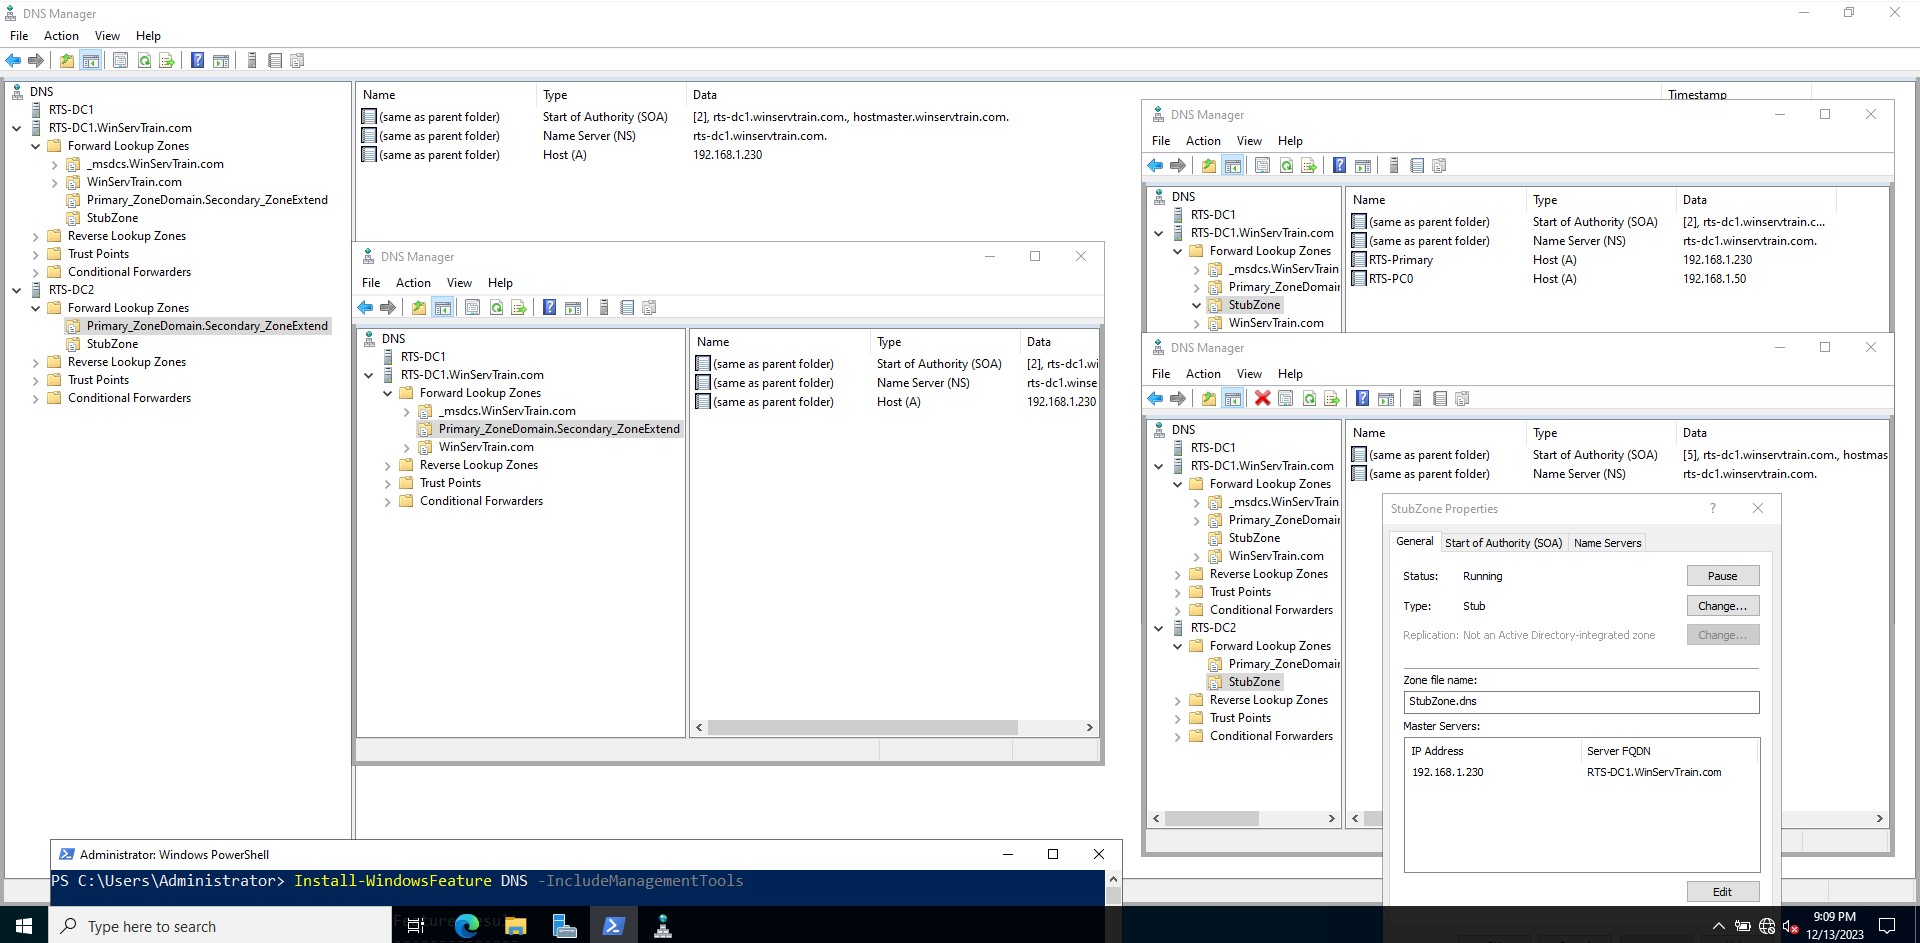 DNS Manager
File Action View Help
DNS
RTS-DC1
RTS-DC1.WinServTrain.com
Forward Lookup Zones
_msdcs.WinServTrain.com
WinServTrain.com
Primary_ZoneDomain.Secondary_ZoneExtend
StubZone
Reverse Lookup Zones
Trust Points
Conditional Forwarders
RTS-DC2
Forward Lookup Zones
Primary_ZoneDomain.Secondary_ZoneExtend
StubZone
Reverse Lookup Zones
Trust Points
Conditional Forwarders
Name Type Data Timestamp
(same as parent folder) Start of Authority (SOA) [2], rts-dc1.winservtrain.com., hostmaster.winservtrain.com.
(same as parent folder) Name Server (NS) rts-dc1.winservtrain.com.
(same as parent folder) Host (A) 192.168.1.230
DNS Manager
File Action View Help
DNS
RTS-DC1
RTS-DC1.WinServTrain.com
Forward Lookup Zones
_msdcs.WinServTrain.com
Primary_ZoneDomain.Secondary_ZoneExtend
WinServTrain.com
Reverse Lookup Zones
Trust Points
Conditional Forwarders
Name Type Data
(same as parent folder) Start of Authority (SOA) [2], rts-dc1.wi
(same as parent folder) Name Server (NS) rts-dc1.winse
(same as parent folder) Host (A) 192.168.1.230
DNS Manager
File Action View Help
DNS
RTS-DC1
RTS-DC1.WinServTrain.com
Forward Lookup Zones
_msdcs.WinServTrain
Primary_ZoneDomair
StubZone
WinServTrain.com
Name Type Data
(same as parent folder) Start of Authority (SOA) [2], rts-dc1.winservtrain.c...
(same as parent folder) Name Server (NS) rts-dc1.winservtrain.com.
RTS-Primary Host (A) 192.168.1.230
RTS-PC0 Host (A) 192.168.1.50
DNS Manager
File Action View Help
DNS
RTS-DC1
RTS-DC1.WinServTrain.com
Forward Lookup Zones
_msdcs.WinServTrain
Primary_ZoneDomair
StubZone
WinServTrain.com
Reverse Lookup Zones
Trust Points
Conditional Forwarders
RTS-DC2
Forward Lookup Zones
Primary_ZoneDomair
StubZone
Reverse Lookup Zones
Trust Points
Conditional Forwarders
Name Type Data
(same as parent folder) Start of Authority (SOA) [5], rts-dc1.winservtrain.com., hostmas
(same as parent folder) Name Server (NS) rts-dc1.winservtrain.com.
StubZone Properties
General Start of Authority (SOA) Name Servers
Status: Running Pause
Type: Stub Change...
Replication: Not an Active Directory-integrated zone Change...
Zone file name:
StubZone.dns
Master Servers:
IP Address Server FQDN
192.168.1.230 RTS-DC1.WinServTrain.com
Edit
Administrator: Windows PowerShell
PS C:\Users\Administrator> Install-WindowsFeature DNS -IncludeManagementTools
Type here to search
9:09 PM
12/13/2023